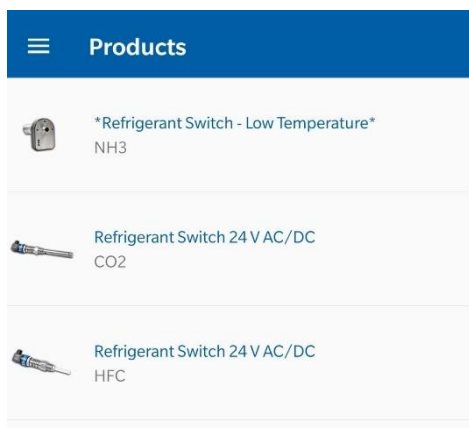 Products
*Refrigerant Switch - Low Temperature*
NH3
Refrigerant Switch 24 V AC/DC
CO2
Refrigerant Switch 24 V AC/DC
HFC